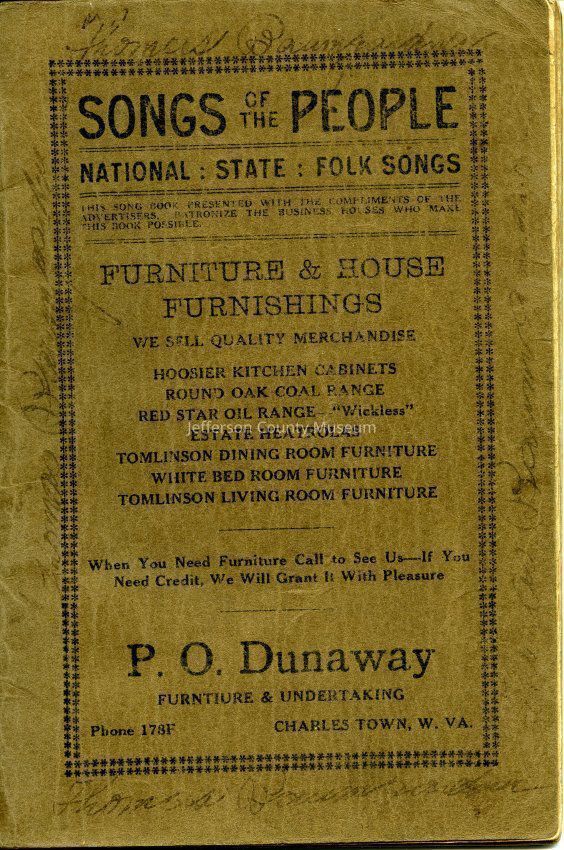 Thomas
SONGS OF THE PEOPLE
NATIONAL : STATE : FOLK SONGS
THIS SONG BOOK PRESENTED WITH THE COMPLIMENTS OF THE
ADVERTISERS. PATRONIZE THE BUSINESS HOUSES WHO MAKE
THIS BOOK POSSIBLE.
FURNITURE & HOUSE
FURNISHINGS
WE SELL QUALITY MERCHANDISE
HOOSIER KITCHEN CABINETS
ROUND OAK COAL RANGE
RED STAR OIL RANGE—"Wickless"
Jefferson County Museum
ESTATE HEATROLAS
TOMLINSON DINING ROOM FURNITURE
WHITE BED ROOM FURNITURE
TOMLINSON LIVING ROOM FURNITURE
When You Need Furniture Call to See Us—If You
Need Credit, We Will Grant It With Pleasure
P. O. Dunaway
FURNTIURE & UNDERTAKING
Phone 178F CHARLES TOWN, W. VA.
Thomas